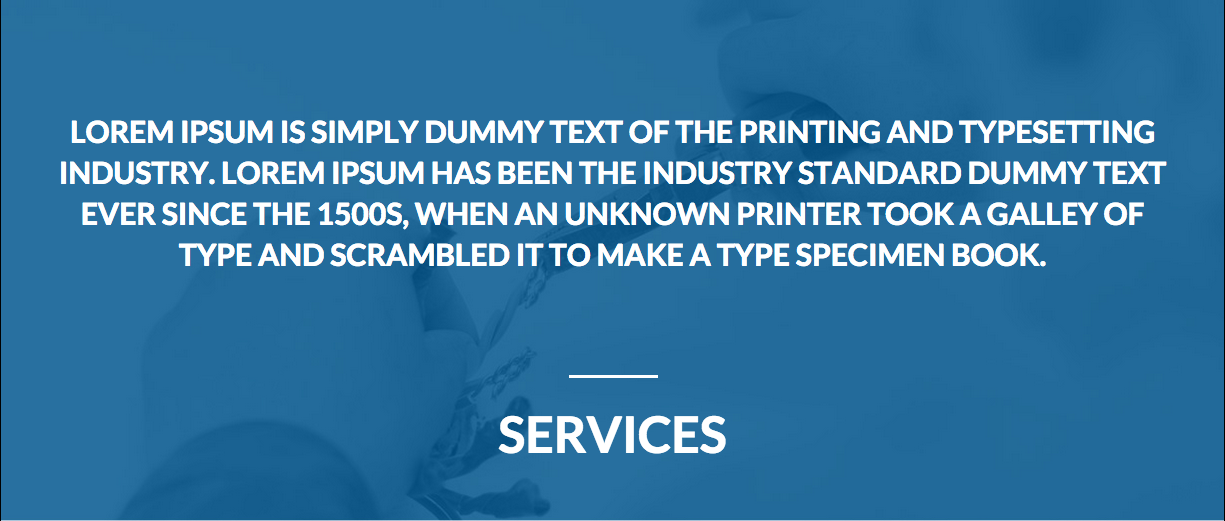 LOREM IPSUM IS SIMPLY DUMMY TEXT OF THE PRINTING AND TYPESETTING
INDUSTRY. LOREM IPSUM HAS BEEN THE INDUSTRY STANDARD DUMMY TEXT
EVER SINCE THE 1500S, WHEN AN UNKNOWN PRINTER TOOK A GALLEY OF
TYPE AND SCRAMBLED IT TO MAKE A TYPE SPECIMEN BOOK.
SERVICES